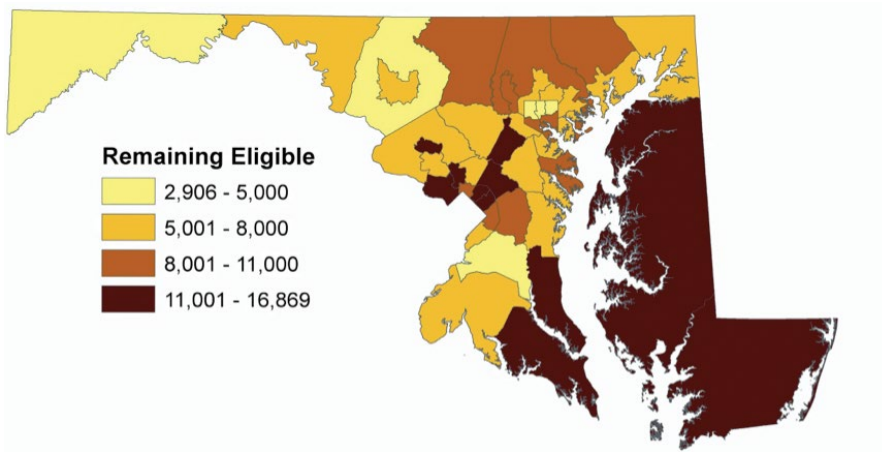 Remaining Eligible
2,906 - 5,000
5,001 - 8,000
8,001 - 11,000
11,001 - 16,869